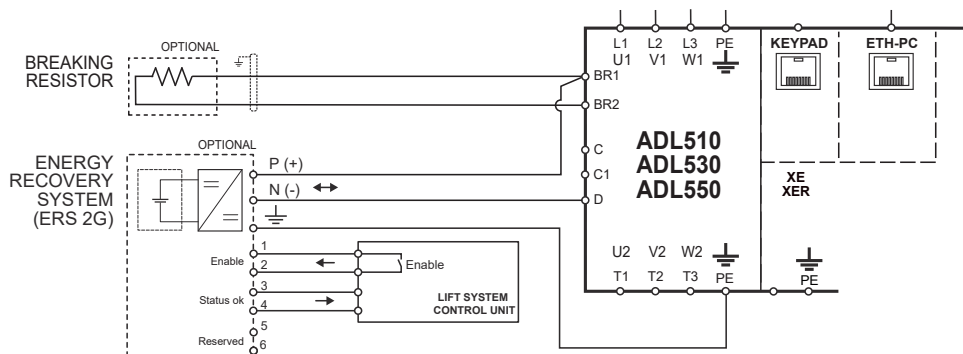 OPTIONAL
BREAKING
RESISTOR
L1 L2 L3 PE
U1 V1 W1
KEYPAD
ETH-PC
BR1
BR2
OPTIONAL
ENERGY
RECOVERY
SYSTEM
(ERS 2G)
P (+)
N (-)
C
C1
D
ADL510
ADL530
ADL550
XE
XER
1
Enable
2
3
Status ok
4
5
Reserved
6
Enable
LIFT SYSTEM
CONTROL UNIT
U2 V2 W2
T1 T2 T3 PE
PE